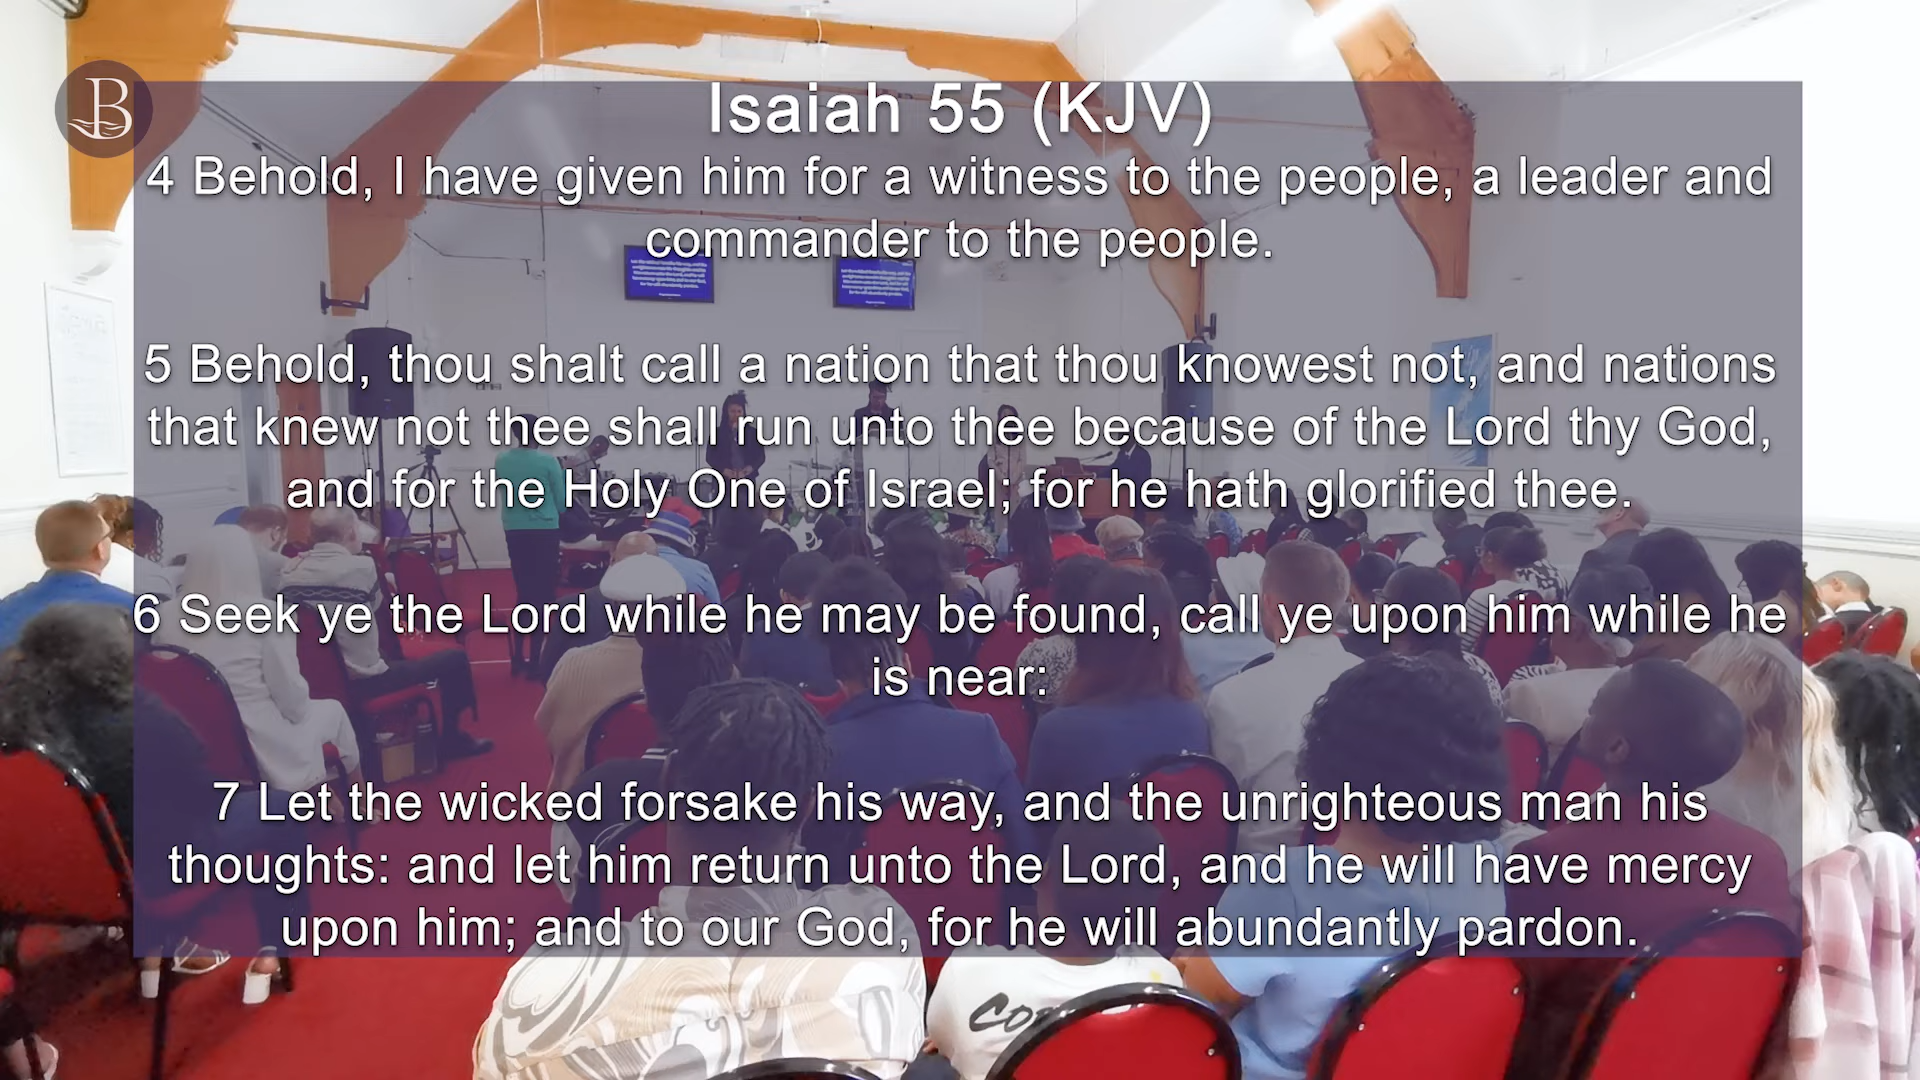 B
Isaiah 55 (KJV)
4 Behold, I have given him for a witness to the people, a leader and
commander to the people.
5 Behold, thou shalt call a nation that thou knowest not, and nations
that knew not thee shall run unto thee because of the Lord thy God,
and for the Holy One of Israel; for he hath glorified thee.
6 Seek ye the Lord while he may be found, call ye upon him while he
is near:
7 Let the wicked forsake his way, and the unrighteous man his
thoughts: and let him return unto the Lord, and he will have mercy
upon him; and to our God, for he will abundantly pardon.